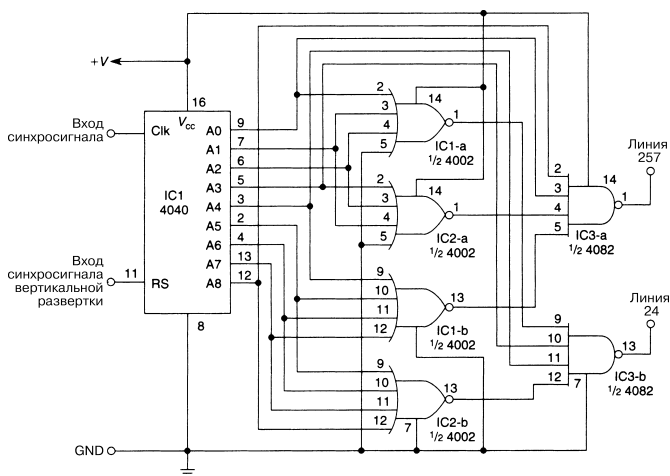 +V
Вход
синхросигнала
Вход
синхросигнала
вертикальной
развертки
GND
16
Vcc
Clk
IC1
4040
RS
11
8
A0 9
A1 7
A2 6
A3 5
A4 3
A5 2
A6 4
A7 13
A8 12
2
3
4
5
14
1
IC1-a
1/2 4002
2
3
4
5
14
1
IC2-a
1/2 4002
9
10
11
12
13
IC1-b
1/2 4002
9
10
11
12
7
13
IC2-b
1/2 4002
2
3
4
5
14
1
IC3-a
1/2 4082
Линия
257
9
10
11
12
7
13
IC3-b
1/2 4082
Линия
24